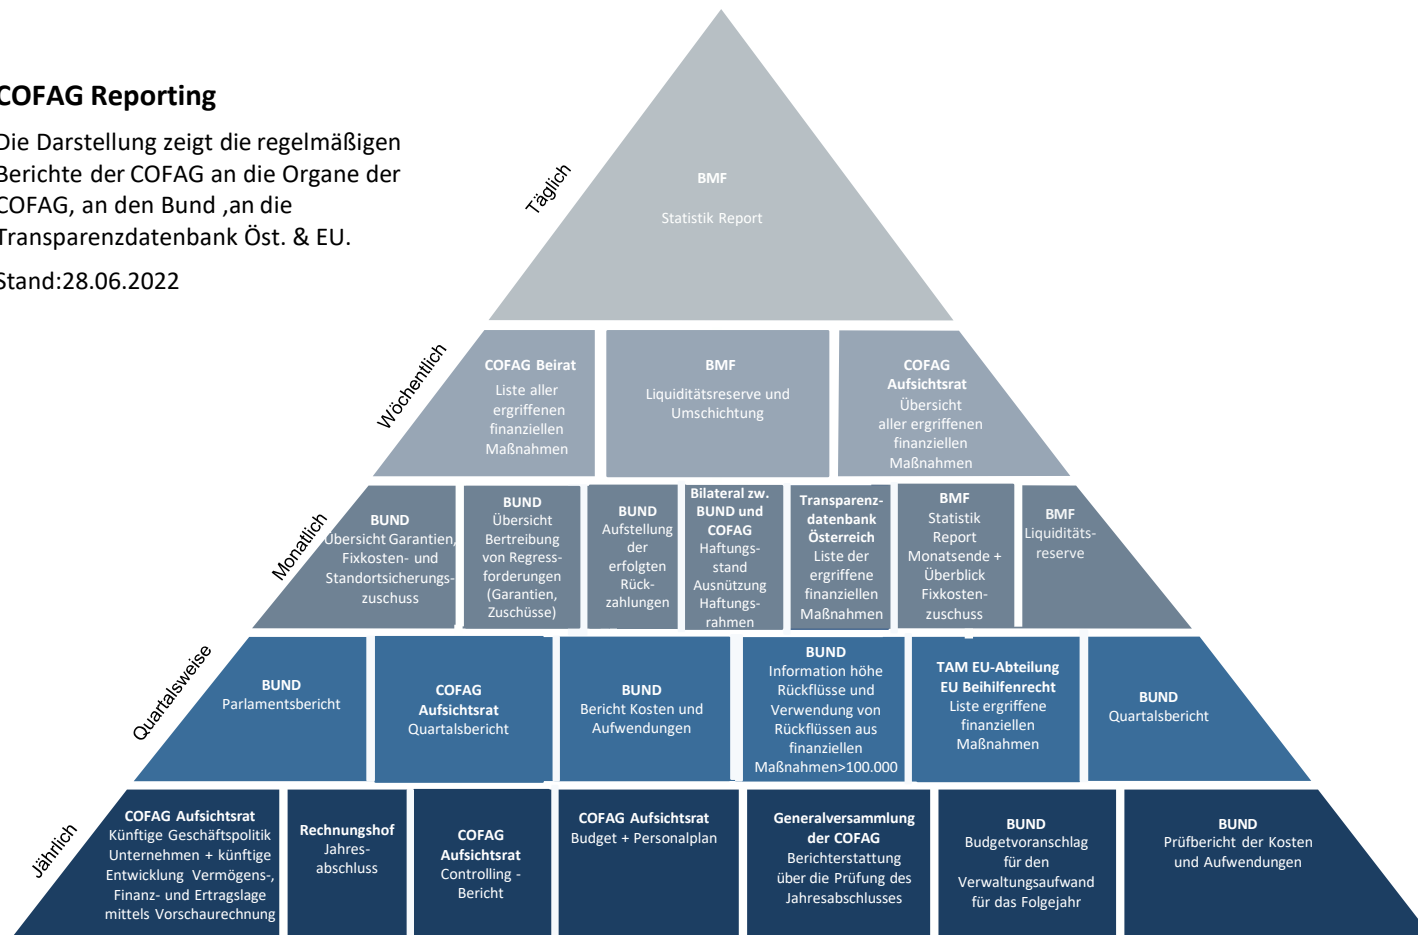 COFAG Reporting
Die Darstellung zeigt die regelmäßigen
Berichte der COFAG an die Organe der
COFAG, an den Bund ,an die
Transparenzdatenbank Öst. & EU.
Stand:28.06.2022
Täglich
BMF
Statistik Report
Wöchentlich
COFAG Beirat
Liste aller
ergriffenen
finanziellen
Maßnahmen
BMF
Liquiditätsreserve und
Umschichtung
COFAG
Aufsichtsrat
Übersicht
aller ergriffenen
finanziellen
Maßnahmen
Monatlich
BUND
Übersicht Garantien,
Fixkosten- und
Standortsicherungs-
zuschuss
BUND
Übersicht
Bertreibung
von Regress-
forderungen
(Garantien,
Zuschüsse)
BUND
Aufstellung
der
erfolgten
Rück-
zahlungen
Bilateral zw.
BUND und
COFAG
Haftungs-
stand
Ausnützung
Haftungs-
rahmen
Transparenz-
datenbank
Österreich
Liste der
ergriffene
finanziellen
Maßnahmen
BMF
Statistik
Report
Monatsende +
Überblick
Fixkosten-
zuschuss
BMF
Liquiditäts-
reserve
Quartalsweise
BUND
Parlamentsbericht
COFAG
Aufsichtsrat
Quartalsbericht
BUND
Bericht Kosten und
Aufwendungen
BUND
Information höhe
Rückflüsse und
Verwendung von
Rückflüssen aus
finanziellen
Maßnahmen>100.000
TAM EU-Abteilung
EU Beihilfenrecht
Liste ergriffene
finanziellen
Maßnahmen
BUND
Quartalsbericht
Jährlich
COFAG Aufsichtsrat
Künftige Geschäftspolitik
Unternehmen + künftige
Entwicklung Vermögens-,
Finanz- und Ertragslage
mittels Vorschaurechnung
Rechnungshof
Jahres-
abschluss
COFAG
Aufsichtsrat
Controlling -
Bericht
COFAG Aufsichtsrat
Budget + Personalplan
Generalversammlung
der COFAG
Berichterstattung
über die Prüfung des
Jahresabschlusses
BUND
Budgetvoranschlag
für den
Verwaltungsaufwand
für das Folgejahr
BUND
Prüfbericht der Kosten
und Aufwendungen